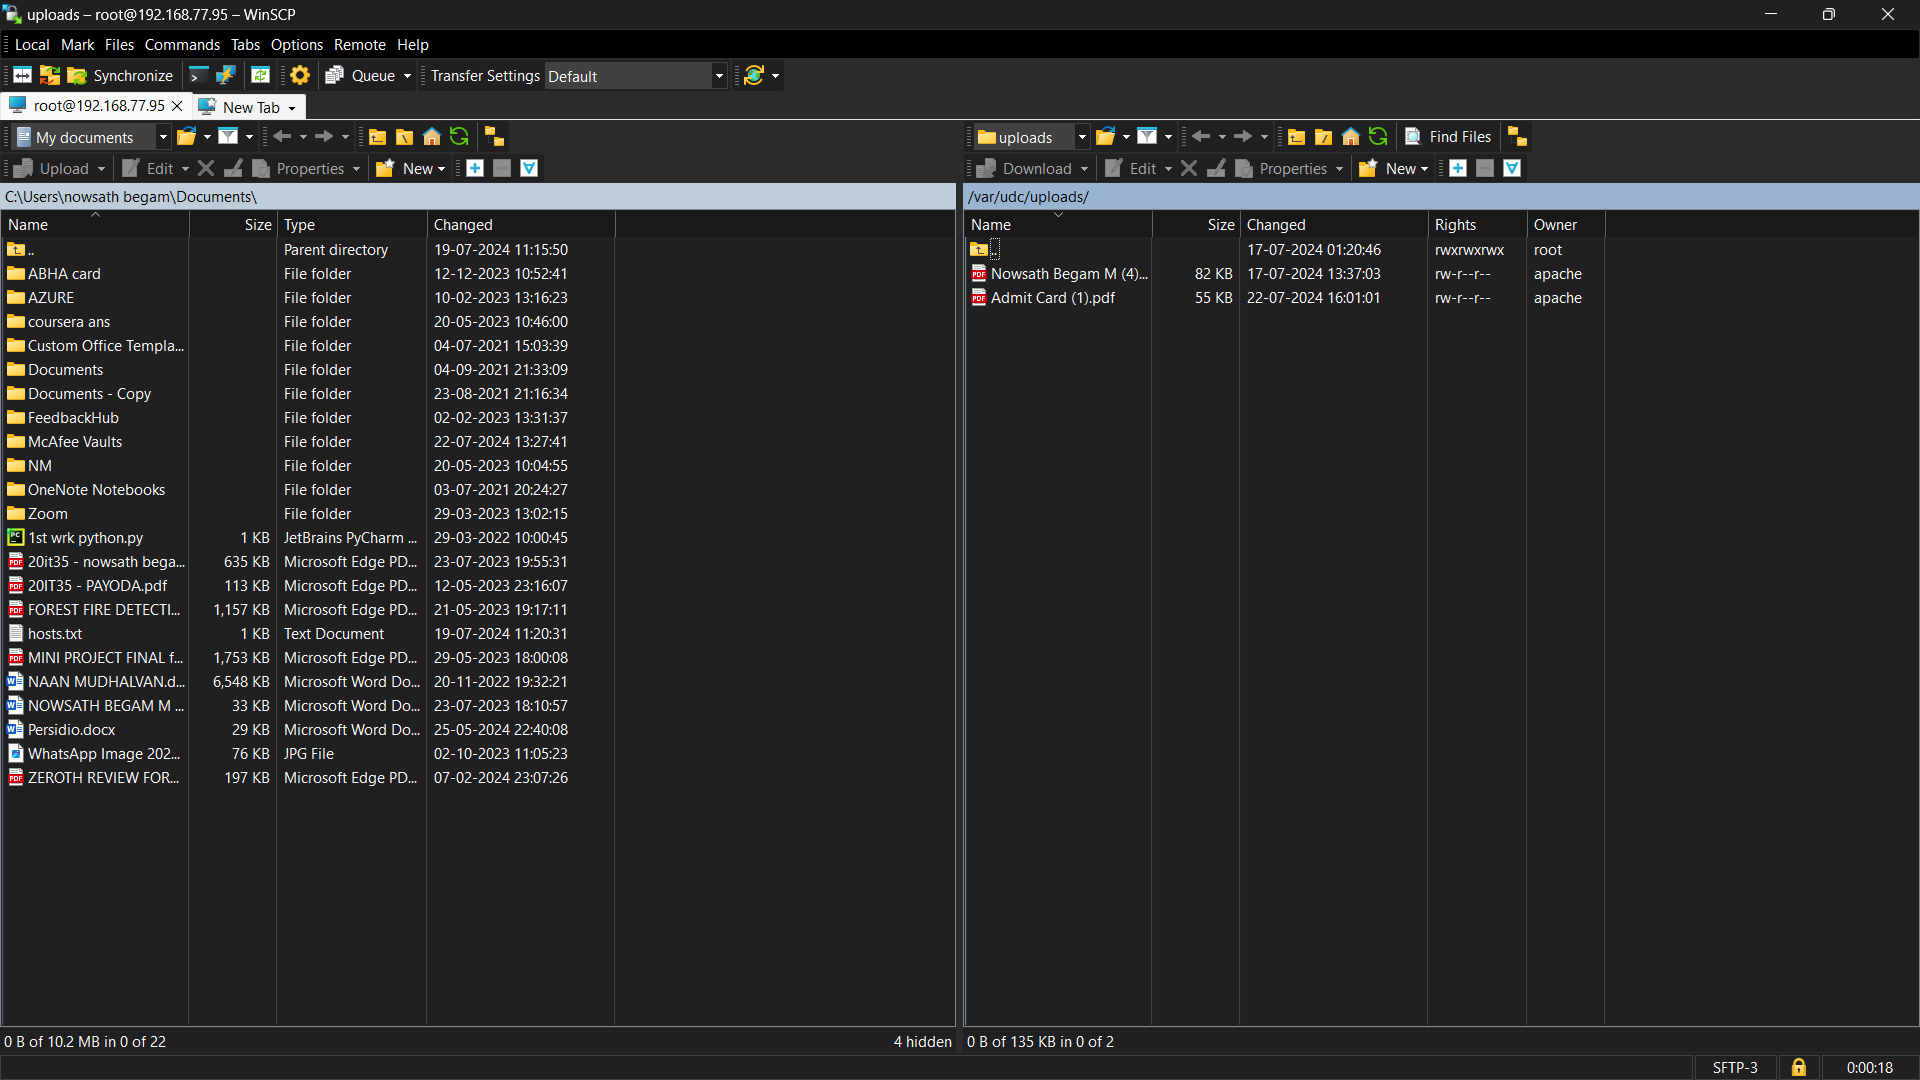 uploads – root@192.168.77.95 – WinSCP
Local Mark Files Commands Tabs Options Remote Help
Synchronize Queue Transfer Settings Default
root@192.168.77.95 New Tab
My documents
Upload Edit Properties New
C:\Users\nowsath begam\Documents\
Name Size Type Changed
.. Parent directory 19-07-2024 11:15:50
ABHA card File folder 12-12-2023 10:52:41
AZURE File folder 10-02-2023 13:16:23
coursera ans File folder 20-05-2023 10:46:00
Custom Office Templa... File folder 04-07-2021 15:03:39
Documents File folder 04-09-2021 21:33:09
Documents - Copy File folder 23-08-2021 21:16:34
FeedbackHub File folder 02-02-2023 13:31:37
McAfee Vaults File folder 22-07-2024 13:27:41
NM File folder 20-05-2023 10:04:55
OneNote Notebooks File folder 03-07-2021 20:24:27
Zoom File folder 29-03-2023 13:02:15
1st wrk python.py 1 KB JetBrains PyCharm ... 29-03-2022 10:00:45
20it35 - nowsath bega... 635 KB Microsoft Edge PD... 23-07-2023 19:55:31
20IT35 - PAYODA.pdf 113 KB Microsoft Edge PD... 12-05-2023 23:16:07
FOREST FIRE DETECTI... 1,157 KB Microsoft Edge PD... 21-05-2023 19:17:11
hosts.txt 1 KB Text Document 19-07-2024 11:20:31
MINI PROJECT FINAL f... 1,753 KB Microsoft Edge PD... 29-05-2023 18:00:08
NAAN MUDHALVAN.d... 6,548 KB Microsoft Word Do... 20-11-2022 19:32:21
NOWSATH BEGAM M ... 33 KB Microsoft Word Do... 23-07-2023 18:10:57
Persidio.docx 29 KB Microsoft Word Do... 25-05-2024 22:40:08
WhatsApp Image 202... 76 KB JPG File 02-10-2023 11:05:23
ZEROTH REVIEW FOR... 197 KB Microsoft Edge PD... 07-02-2024 23:07:26
0 B of 10.2 MB in 0 of 22 4 hidden
uploads Find Files
Download Edit Properties New
/var/udc/uploads/
Name Size Changed Rights Owner
.. 17-07-2024 01:20:46 rwxrwxrwx root
Nowsath Begam M (4)... 82 KB 17-07-2024 13:37:03 rw-r--r-- apache
Admit Card (1).pdf 55 KB 22-07-2024 16:01:01 rw-r--r-- apache
0 B of 135 KB in 0 of 2
SFTP-3 0:00:18